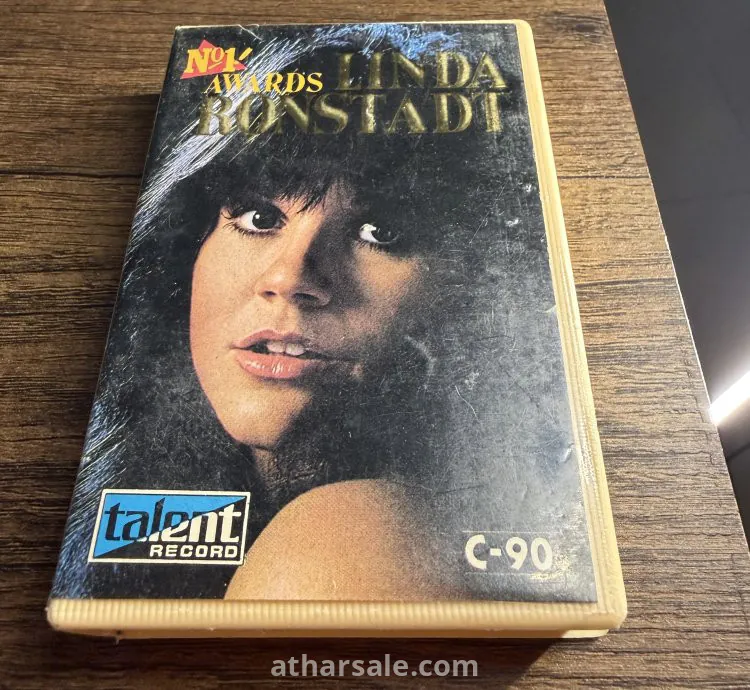 No1
AWARDS
LINDA
RONSTADT
talent
RECORD
C-90
atharsale.com